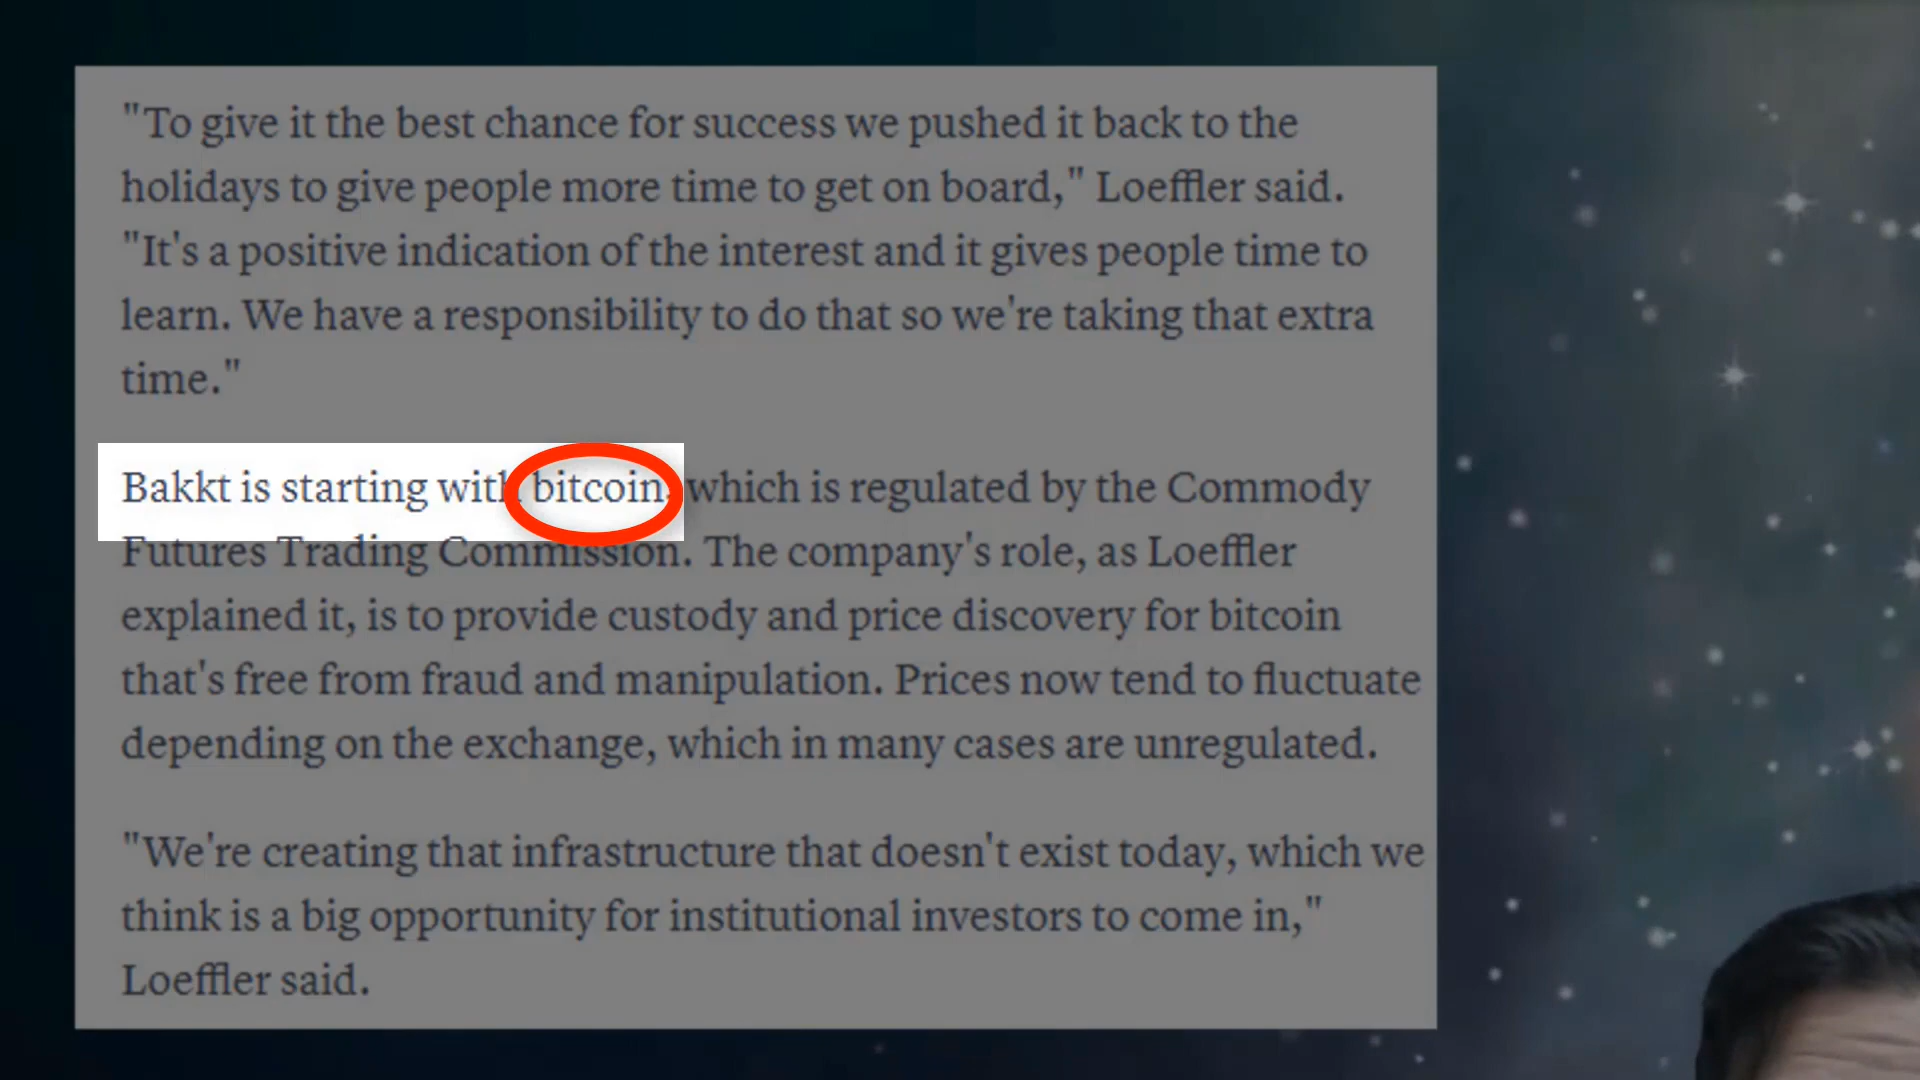 "To give it the best chance for success we pushed it back to the
holidays to give people more time to get on board," Loeffler said.
"It's a positive indication of the interest and it gives people time to
learn. We have a responsibility to do that so we're taking that extra
time."
Bakkt is starting with bitcoin, which is regulated by the Commody
Futures Trading Commission. The company's role, as Loeffler
explained it, is to provide custody and price discovery for bitcoin
that's free from fraud and manipulation. Prices now tend to fluctuate
depending on the exchange, which in many cases are unregulated.
"We're creating that infrastructure that doesn't exist today, which we
think is a big opportunity for institutional investors to come in,"
Loeffler said.